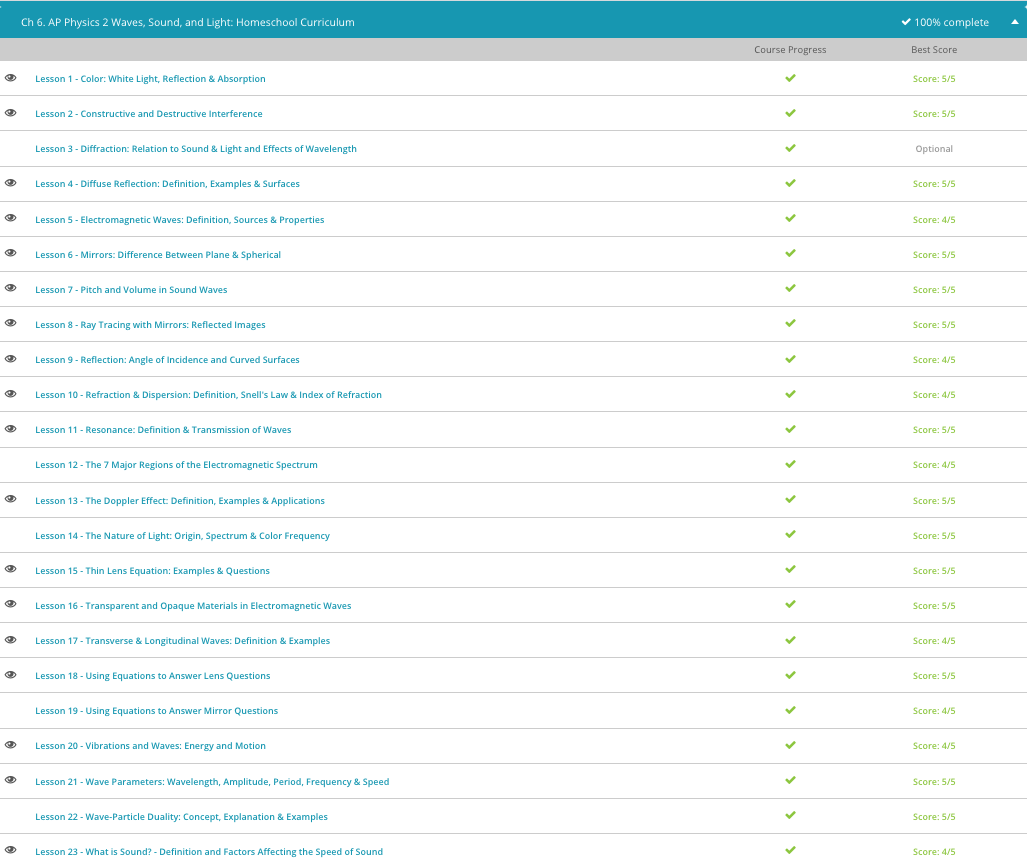 Ch 6. AP Physics 2 Waves, Sound, and Light: Homeschool Curriculum 100% complete
Course Progress Best Score
Lesson 1 - Color: White Light, Reflection & Absorption Score: 5/5
Lesson 2 - Constructive and Destructive Interference Score: 5/5
Lesson 3 - Diffraction: Relation to Sound & Light and Effects of Wavelength Optional
Lesson 4 - Diffuse Reflection: Definition, Examples & Surfaces Score: 5/5
Lesson 5 - Electromagnetic Waves: Definition, Sources & Properties Score: 4/5
Lesson 6 - Mirrors: Difference Between Plane & Spherical Score: 5/5
Lesson 7 - Pitch and Volume in Sound Waves Score: 5/5
Lesson 8 - Ray Tracing with Mirrors: Reflected Images Score: 5/5
Lesson 9 - Reflection: Angle of Incidence and Curved Surfaces Score: 4/5
Lesson 10 - Refraction & Dispersion: Definition, Snell's Law & Index of Refraction Score: 4/5
Lesson 11 - Resonance: Definition & Transmission of Waves Score: 5/5
Lesson 12 - The 7 Major Regions of the Electromagnetic Spectrum Score: 4/5
Lesson 13 - The Doppler Effect: Definition, Examples & Applications Score: 5/5
Lesson 14 - The Nature of Light: Origin, Spectrum & Color Frequency Score: 5/5
Lesson 15 - Thin Lens Equation: Examples & Questions Score: 5/5
Lesson 16 - Transparent and Opaque Materials in Electromagnetic Waves Score: 5/5
Lesson 17 - Transverse & Longitudinal Waves: Definition & Examples Score: 4/5
Lesson 18 - Using Equations to Answer Lens Questions Score: 5/5
Lesson 19 - Using Equations to Answer Mirror Questions Score: 4/5
Lesson 20 - Vibrations and Waves: Energy and Motion Score: 4/5
Lesson 21 - Wave Parameters: Wavelength, Amplitude, Period, Frequency & Speed Score: 5/5
Lesson 22 - Wave-Particle Duality: Concept, Explanation & Examples Score: 5/5
Lesson 23 - What is Sound? - Definition and Factors Affecting the Speed of Sound Score: 4/5